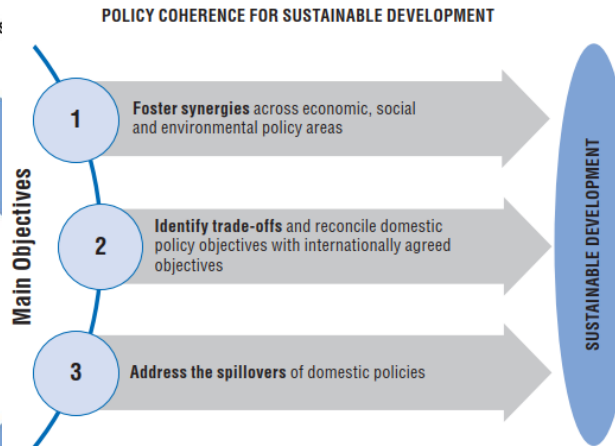 POLICY COHERENCE FOR SUSTAINABLE DEVELOPMENT
Main Objectives
1
Foster synergies across economic, social
and environmental policy areas
2
Identify trade-offs and reconcile domestic
policy objectives with internationally agreed
objectives
3
Address the spillovers of domestic policies
SUSTAINABLE DEVELOPMENT